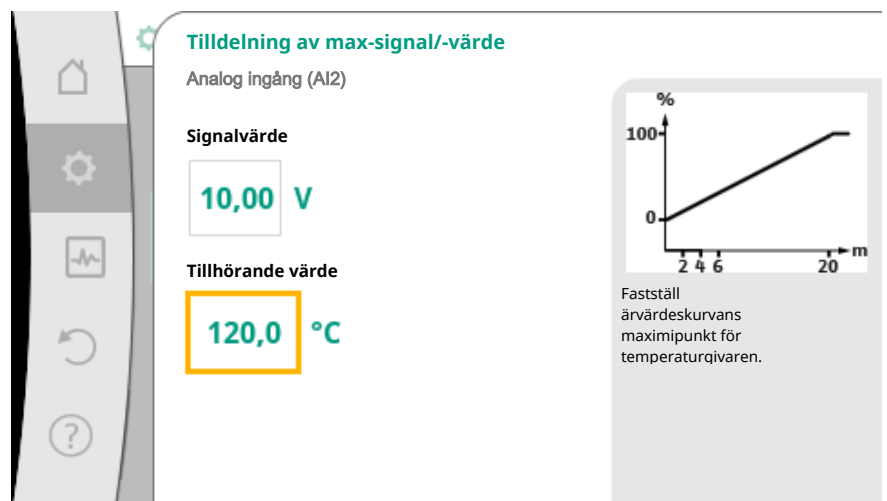 Tilldelning av max-signal/-värde
Analog ingång (AI2)
Signalvärde
10,00 V
Tillhörande värde
120,0 °C
%
100
0
2 4 6 20 m
Fastställ
ärvärdeskurvans
maximipunkt för
temperaturgivaren.
?